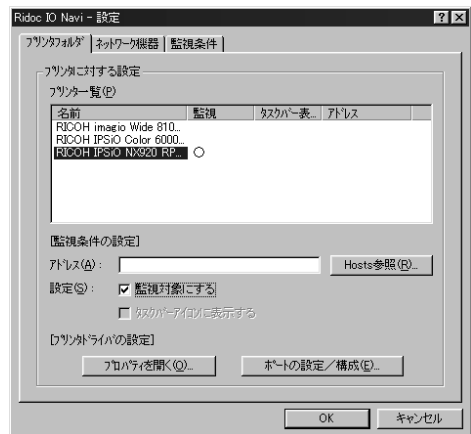 Ridoc IO Navi - 設定
プリンタフォルダ ネットワーク機器 監視条件
プリンタに対する設定
プリンター覧(P)
名前 監視 タスクバー表... アドレス
RICOH imagio Wide 810...
RICOH IPSiO Color 6000...
RICOH IPSiO NX920 RP... ○
[監視条件の設定]
アドレス(A): Hosts参照(R)...
設定(S): 監視対象にする
タスクバーアイコンに表示する
[プリンタドライバの設定]
プロパティを開く(O)... ポートの設定/構成(E)...
OK キャンセル